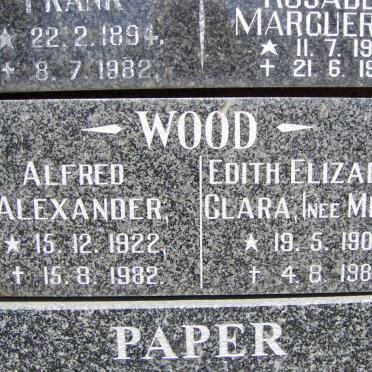 FRANK
★ 22.2.1894.
✝ 8.7.1982.
MARGUER
★ 11.7.19
✝ 21.6.19
WOOD
ALFRED
ALEXANDER,
★ 15.12.1922,
✝ 15.8.1982.
EDITH ELIZA
CLARA, (NEE M
★ 19.5.190
✝ 4.8.198
PAPER